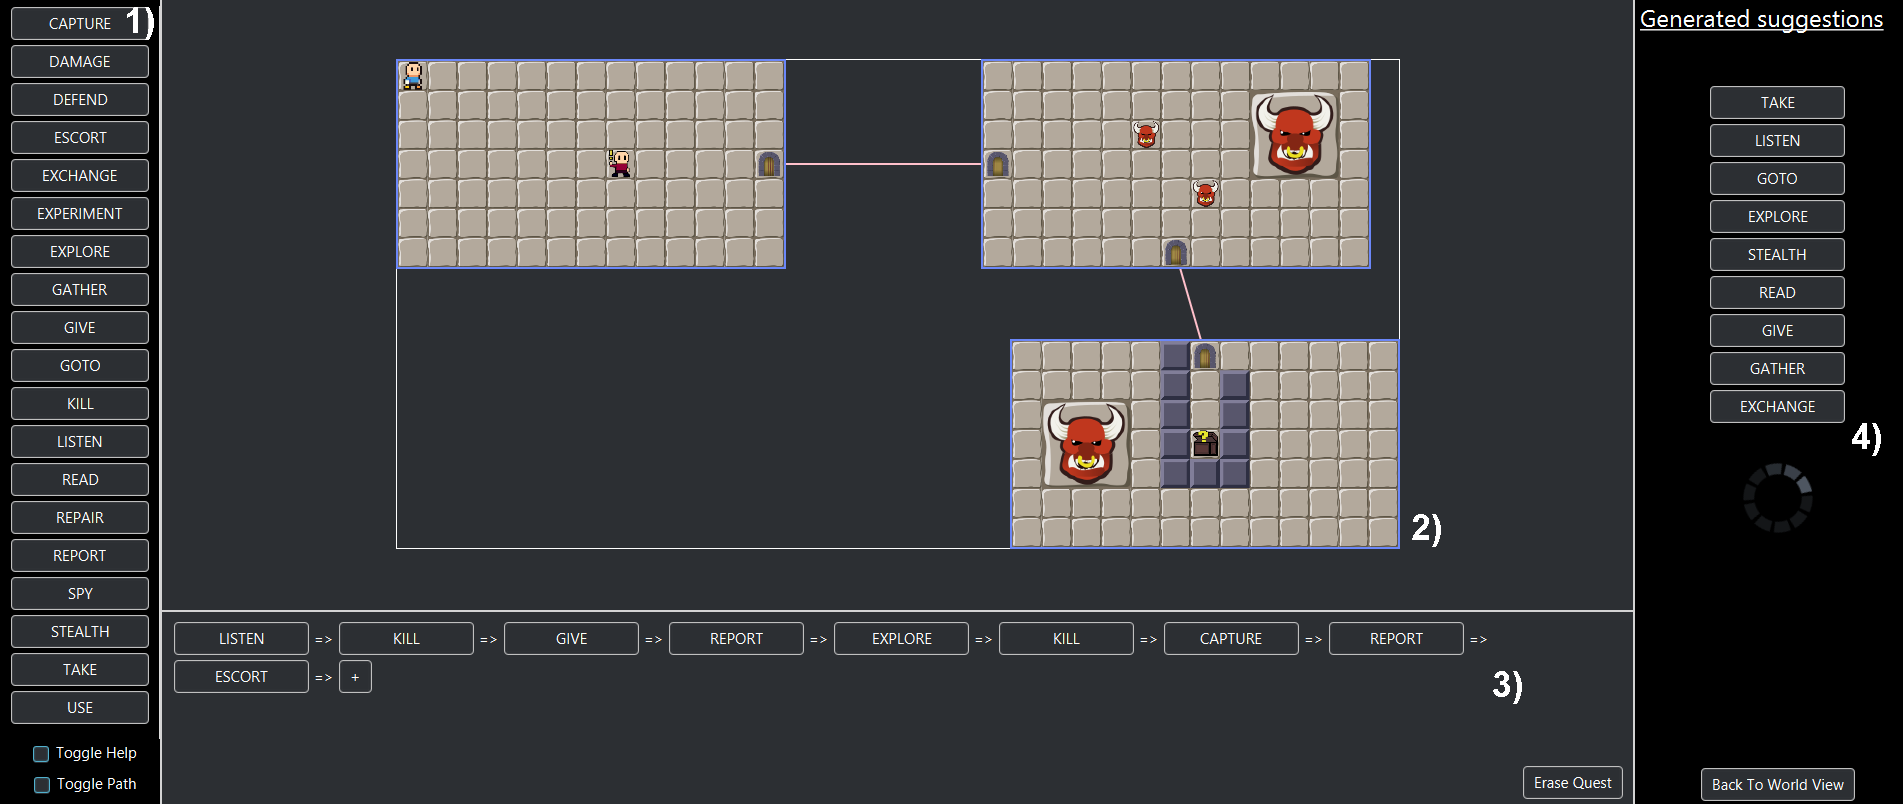 CAPTURE
1)
DAMAGE
DEFEND
ESCORT
EXCHANGE
EXPERIMENT
EXPLORE
GATHER
GIVE
GOTO
KILL
LISTEN
READ
REPAIR
REPORT
SPY
STEALTH
TAKE
USE
Toggle Help
Toggle Path
2)
LISTEN => KILL => GIVE => REPORT => EXPLORE => KILL => CAPTURE => REPORT =>
ESCORT => +
3)
Erase Quest
Generated suggestions
TAKE
LISTEN
GOTO
EXPLORE
STEALTH
READ
GIVE
GATHER
EXCHANGE
4)
Back To World View